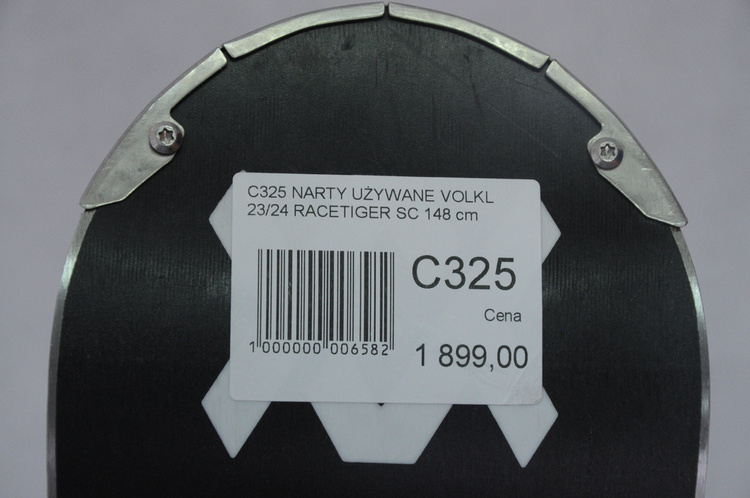 C325 NARTY UŻYWANE VOLKL
23/24 RACETIGER SC 148 cm
C325
Cena
1 000000 006582
1 899,00